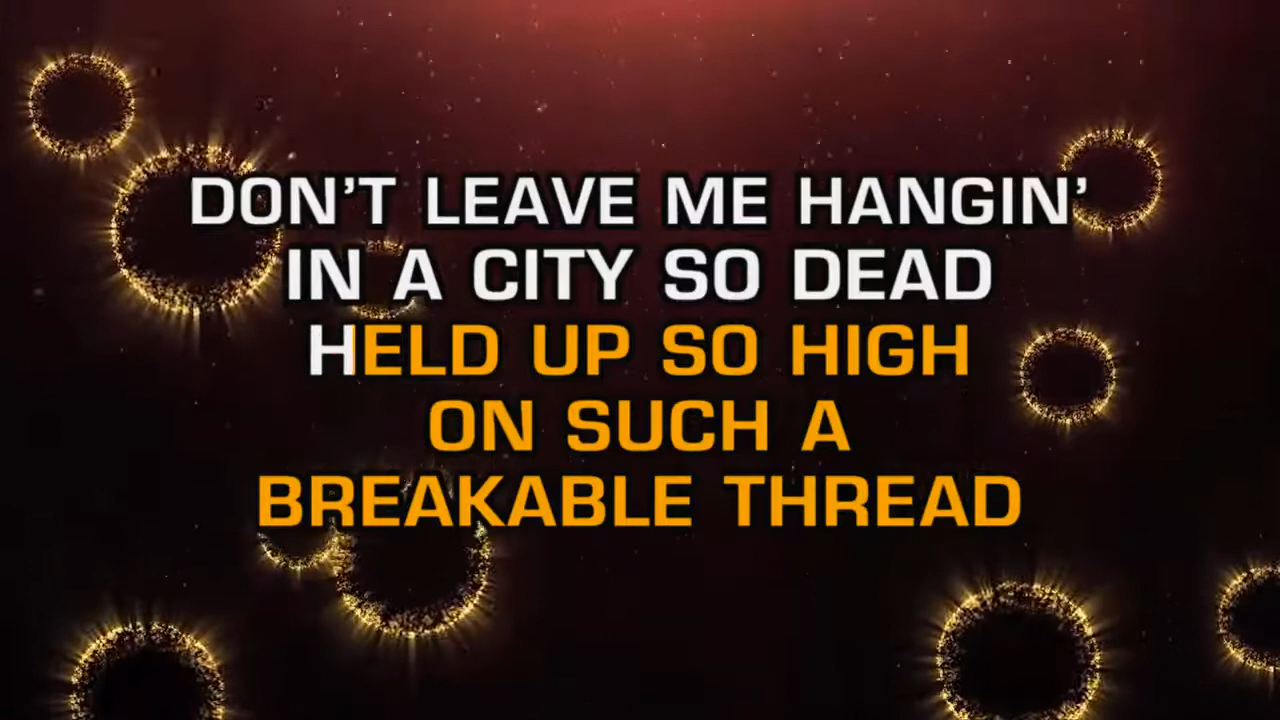 DON'T LEAVE ME HANGIN'
IN A CITY SO DEAD
HELD UP SO HIGH
ON SUCH A
BREAKABLE THREAD